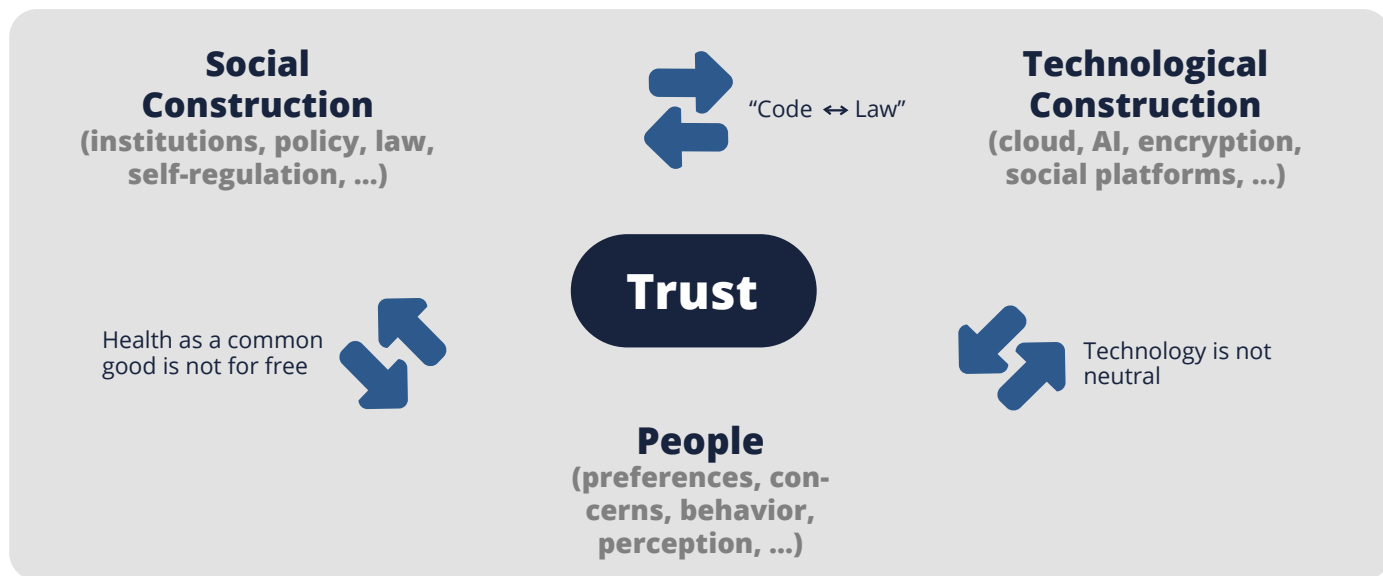 Social
Construction
(institutions, policy, law,
self-regulation, ...)
“Code ↔ Law”
Technological
Construction
(cloud, AI, encryption,
social platforms, ...)
Trust
Health as a common
good is not for free
Technology is not
neutral
People
(preferences, con-
cerns, behavior,
perception, ...)